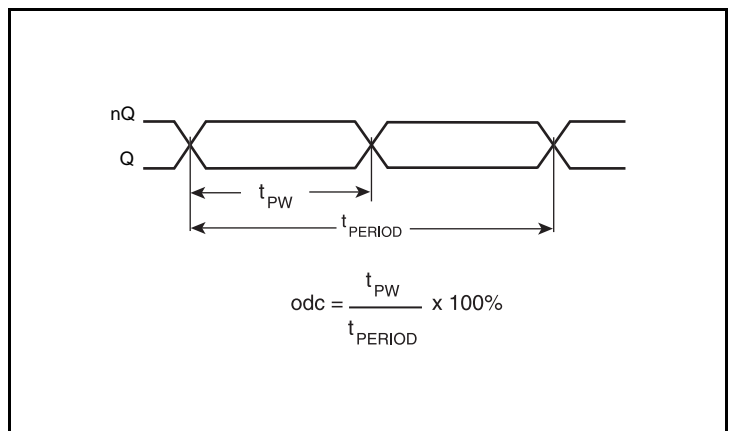 nQ
Q
tPW
tPERIOD
odc = tPW / tPERIOD x 100%